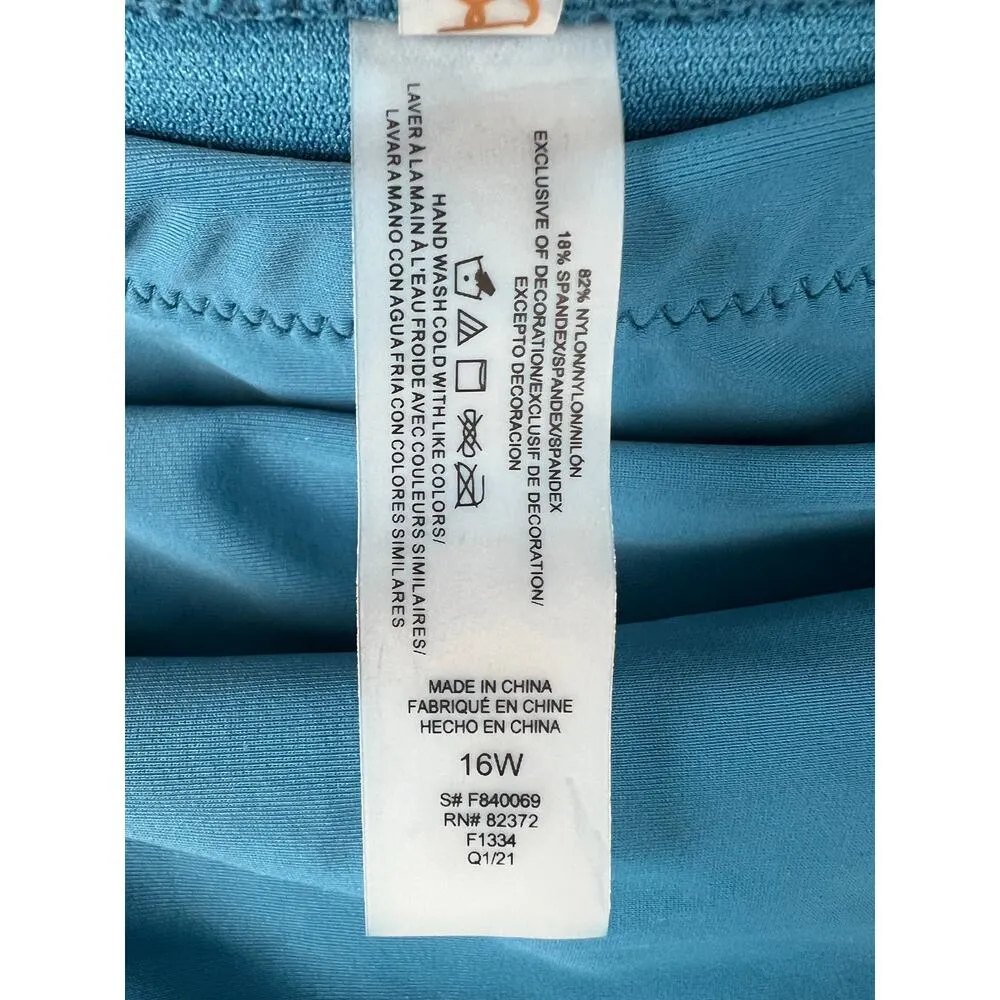 82% NYLON/NYLON/NILÓN
18% SPANDEX/SPANDEX/SPANDEX
EXCLUSIVE OF DECORATION/EXCLUSIF DE DECORATION/
EXCEPTO DECORACION
HAND WASH COLD WITH LIKE COLORS/
LAVER À LA MAIN À L'EAU FROIDE AVEC COULEURS SIMILAIRES/
LAVAR A MANO CON AGUA FRIA CON COLORES SIMILARES
MADE IN CHINA
FABRIQUÉ EN CHINE
HECHO EN CHINA
16W
S# F840069
RN# 82372
F1334
Q1/21